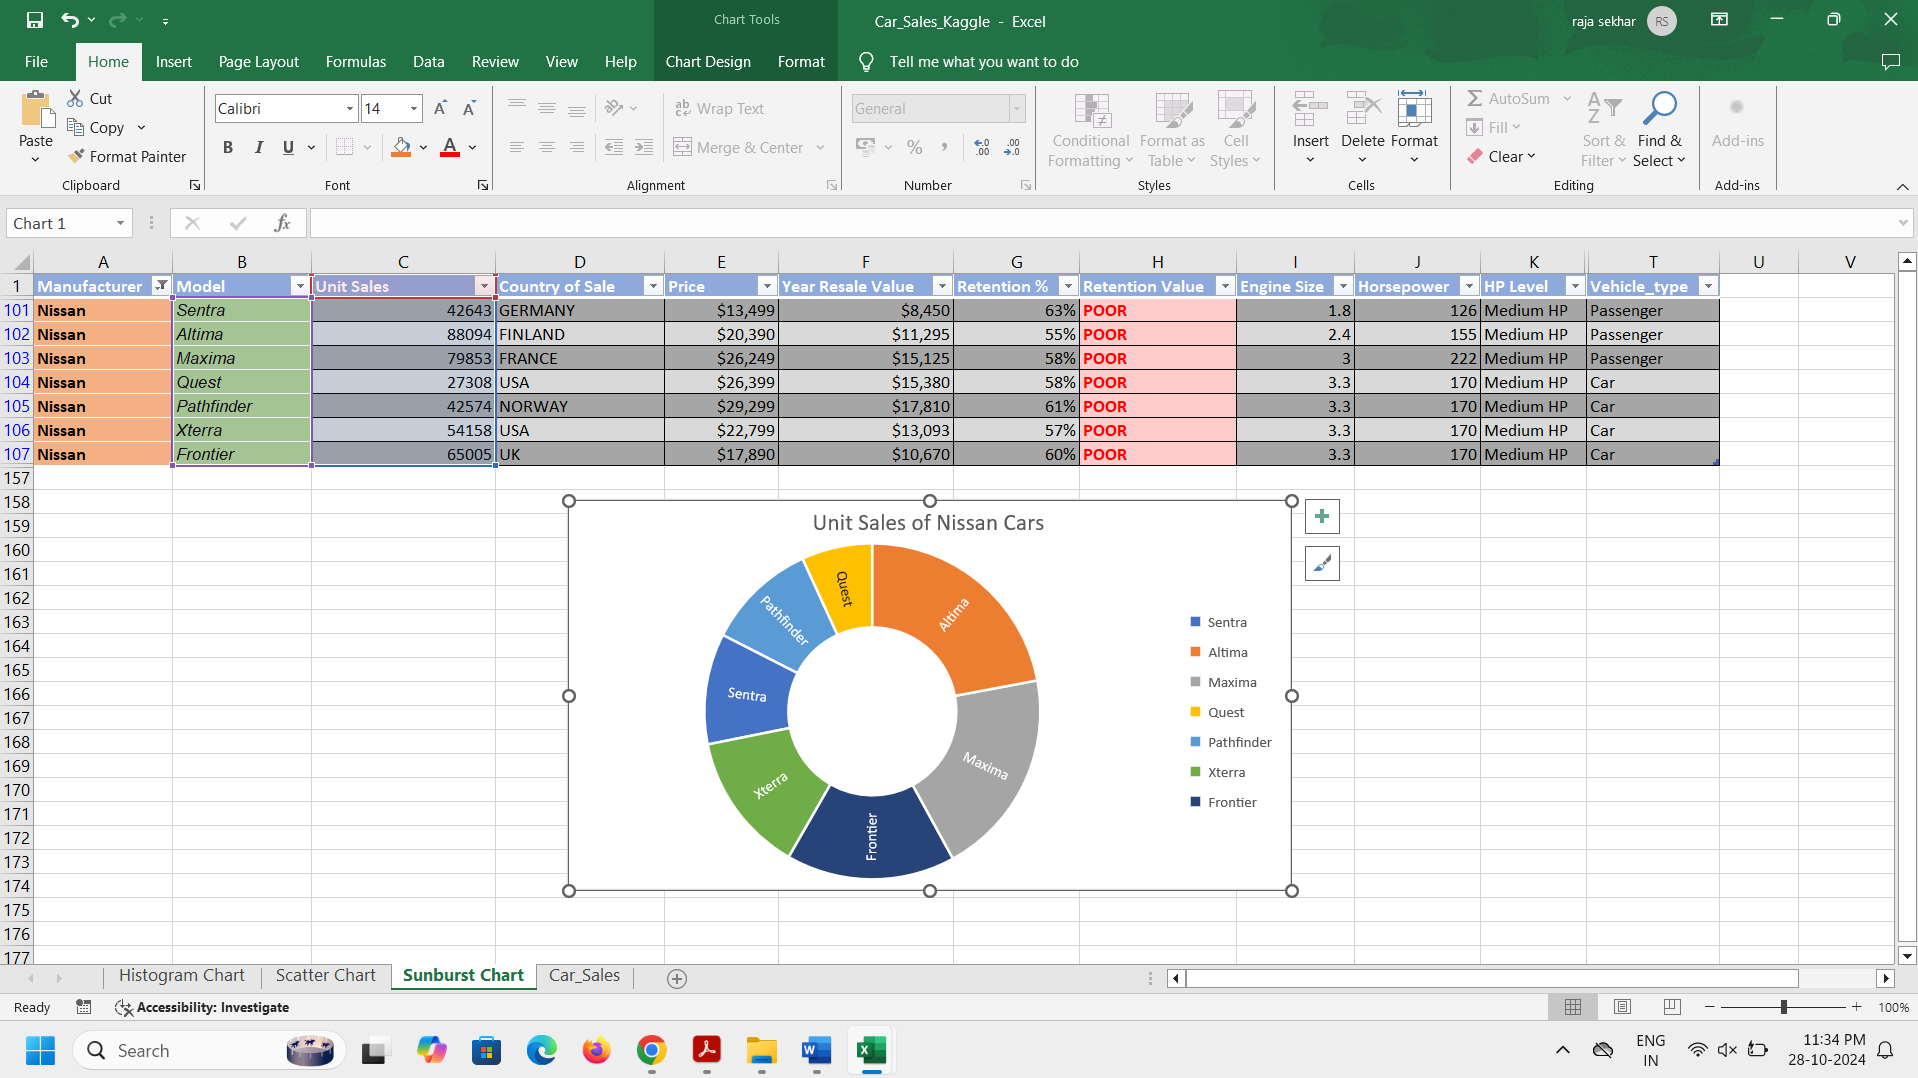 Chart Tools
Car_Sales_Kaggle - Excel
raja sekhar RS
File Home Insert Page Layout Formulas Data Review View Help Chart Design Format Tell me what you want to do
Paste
Cut
Copy
Format Painter
Clipboard
Calibri 14
B I U
Font
Wrap Text
Merge & Center
Alignment
General
Number
Conditional Formatting
Format as Table
Cell Styles
Styles
Insert Delete Format
Cells
AutoSum
Fill
Clear
Sort & Filter
Find & Select
Editing
Add-ins
Add-ins
Chart 1 fx
A B C D E F G H I J K T U V
1 Manufacturer Model Unit Sales Country of Sale Price Year Resale Value Retention % Retention Value Engine Size Horsepower HP Level Vehicle_type
101 Nissan Sentra 42643 GERMANY $13,499 $8,450 63% POOR 1.8 126 Medium HP Passenger
102 Nissan Altima 88094 FINLAND $20,390 $11,295 55% POOR 2.4 155 Medium HP Passenger
103 Nissan Maxima 79853 FRANCE $26,249 $15,125 58% POOR 3 222 Medium HP Passenger
104 Nissan Quest 27308 USA $26,399 $15,380 58% POOR 3.3 170 Medium HP Car
105 Nissan Pathfinder 42574 NORWAY $29,299 $17,810 61% POOR 3.3 170 Medium HP Car
106 Nissan Xterra 54158 USA $22,799 $13,093 57% POOR 3.3 170 Medium HP Car
107 Nissan Frontier 65005 UK $17,890 $10,670 60% POOR 3.3 170 Medium HP Car
157
158
159
160
161
162
163
164
165
166
167
168
169
170
171
172
173
174
175
176
177
Unit Sales of Nissan Cars
Quest
Altima
Pathfinder
Sentra
Maxima
Xterra
Frontier
Sentra
Altima
Maxima
Quest
Pathfinder
Xterra
Frontier
Histogram Chart Scatter Chart Sunburst Chart Car_Sales
Ready Accessibility: Investigate 100%
Search
ENG
IN
11:34 PM
28-10-2024